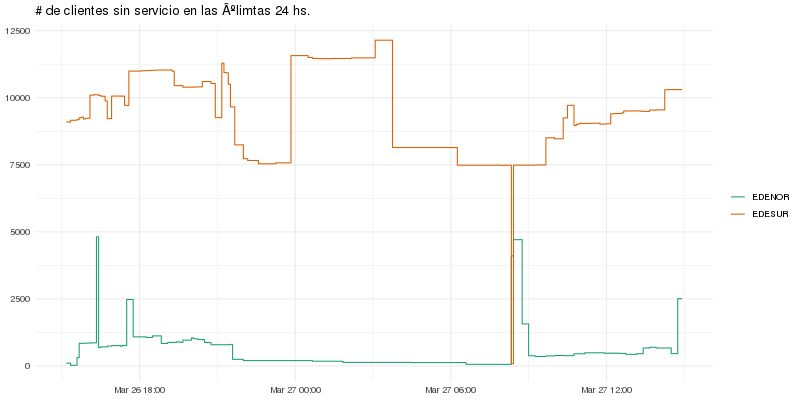 # de clientes sin servicio en las Ãºlimtas 24 hs.
12500
10000
7500
5000
2500
0
Mar 26 18:00
Mar 27 00:00
Mar 27 06:00
Mar 27 12:00
EDENOR
EDESUR